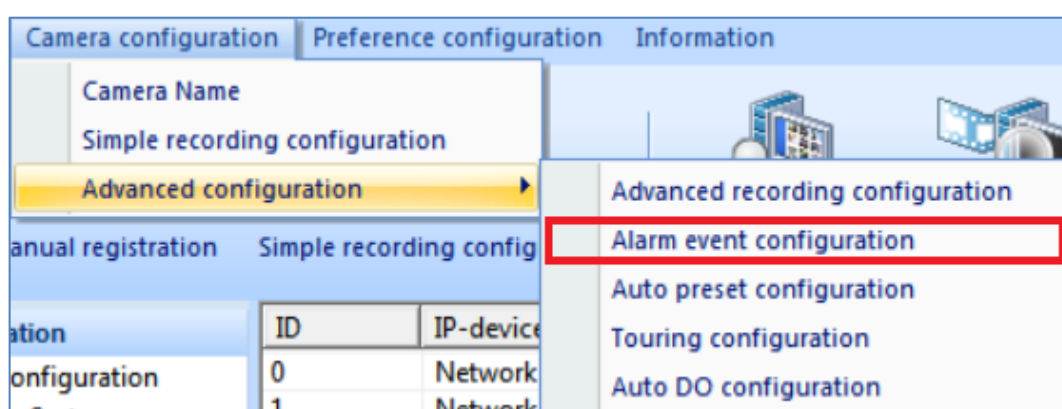 Camera configuration Preference configuration Information
Camera Name
Simple recording configuration
Advanced configuration
Advanced recording configuration
Alarm event configuration
Auto preset configuration
Touring configuration
Auto DO configuration
anual registration Simple recording config
ation
onfiguration
ID IP-device
0 Network
1 Network